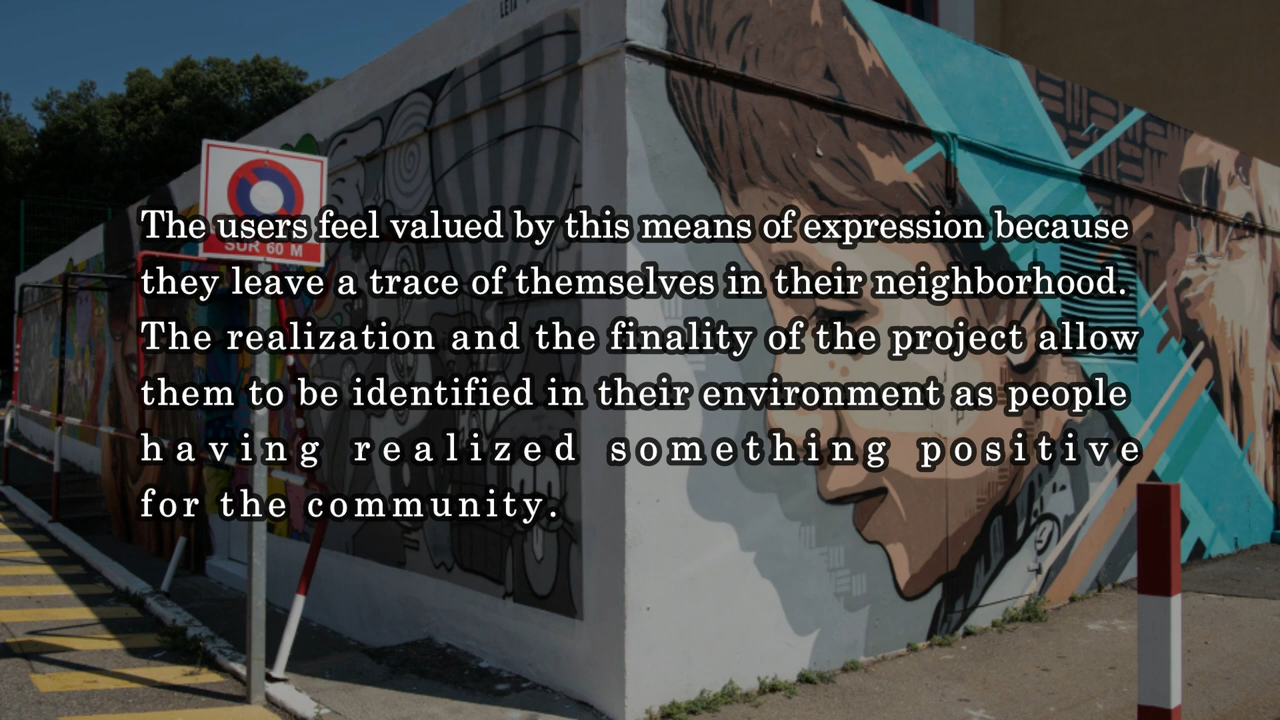 The users feel valued by this means of expression because
they leave a trace of themselves in their neighborhood.
The realization and the finality of the project allow
them to be identified in their environment as people
having realized something positive
for the community.
SUR 60 M